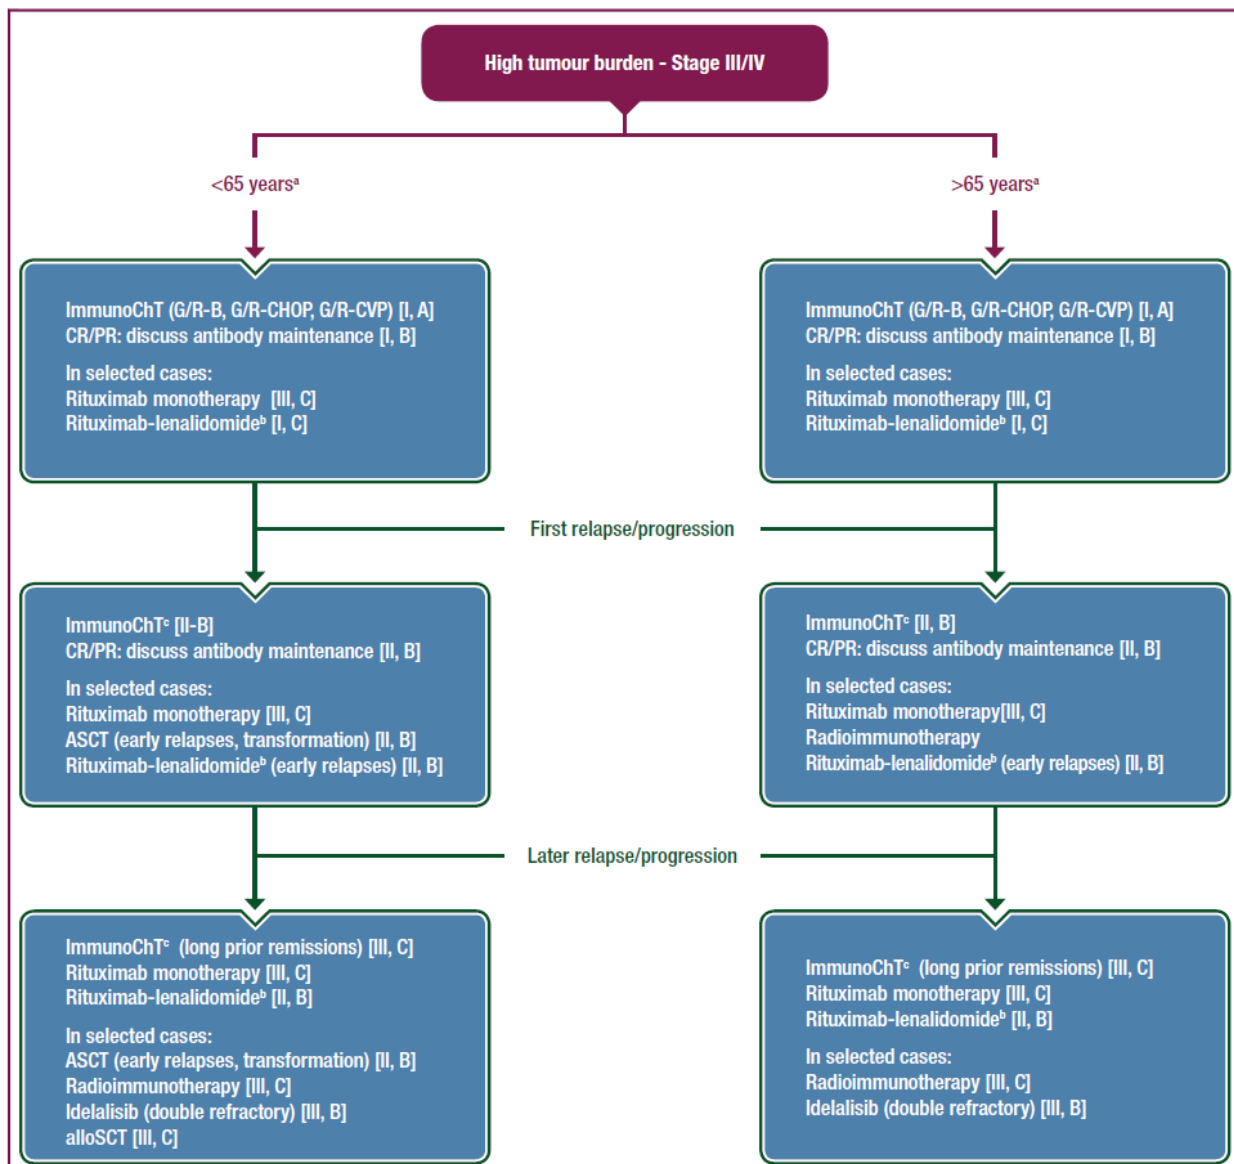 High tumour burden - Stage III/IV
<65 yearsᵃ
>65 yearsᵃ
ImmunoChT (G/R-B, G/R-CHOP, G/R-CVP) [I, A]
CR/PR: discuss antibody maintenance [I, B]
In selected cases:
Rituximab monotherapy [III, C]
Rituximab-lenalidomideᵇ [I, C]
ImmunoChT (G/R-B, G/R-CHOP, G/R-CVP) [I, A]
CR/PR: discuss antibody maintenance [I, B]
In selected cases:
Rituximab monotherapy [III, C]
Rituximab-lenalidomideᵇ [I, C]
First relapse/progression
ImmunoChTᶜ [II-B]
CR/PR: discuss antibody maintenance [II, B]
In selected cases:
Rituximab monotherapy [III, C]
ASCT (early relapses, transformation) [II, B]
Rituximab-lenalidomideᵇ (early relapses) [II, B]
ImmunoChTᶜ [II, B]
CR/PR: discuss antibody maintenance [II, B]
In selected cases:
Rituximab monotherapy[III, C]
Radioimmunotherapy
Rituximab-lenalidomideᵇ (early relapses) [II, B]
Later relapse/progression
ImmunoChTᶜ (long prior remissions) [III, C]
Rituximab monotherapy [III, C]
Rituximab-lenalidomideᵇ [II, B]
In selected cases:
ASCT (early relapses, transformation) [II, B]
Radioimmunotherapy [III, C]
Idelalisib (double refractory) [III, B]
alloSCT [III, C]
ImmunoChTᶜ (long prior remissions) [III, C]
Rituximab monotherapy [III, C]
Rituximab-lenalidomideᵇ [II, B]
In selected cases:
Radioimmunotherapy [III, C]
Idelalisib (double refractory) [III, B]